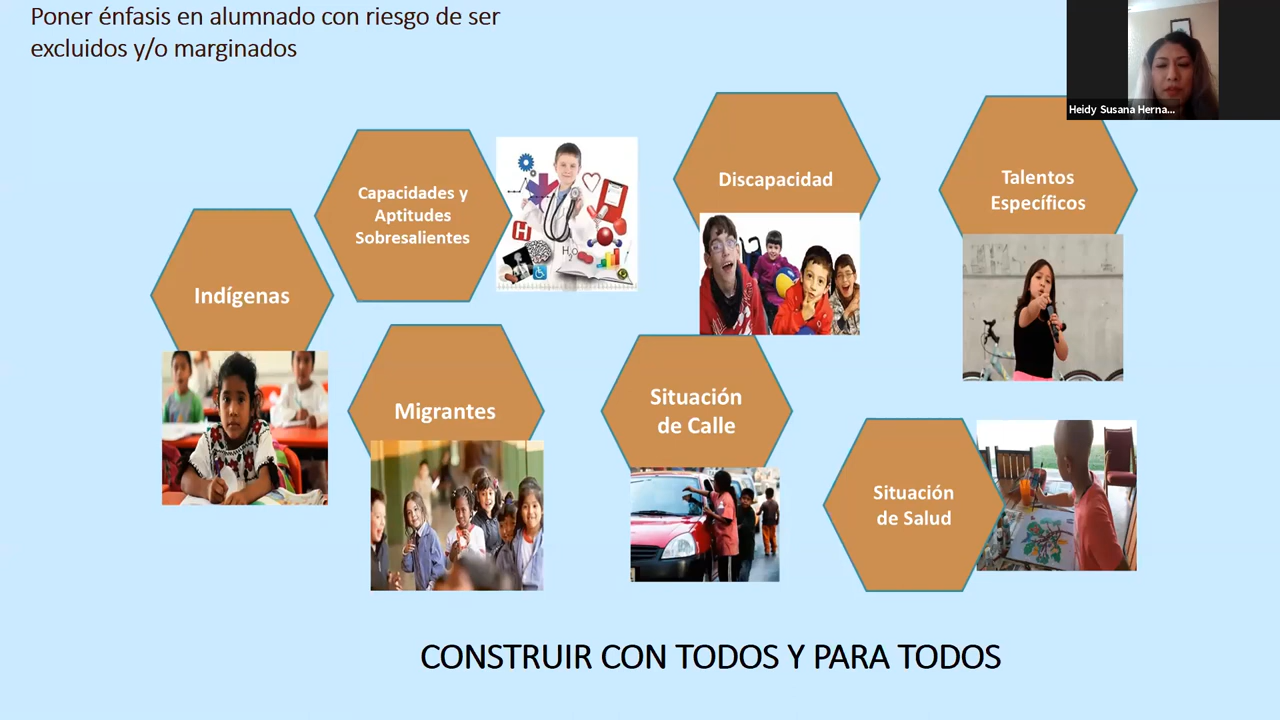 Poner énfasis en alumnado con riesgo de ser
excluidos y/o marginados
Heidy Susana Herna...
Capacidades y
Aptitudes
Sobresalientes
H
H₂O
Discapacidad
Talentos
Específicos
Indígenas
Migrantes
Situación
de Calle
Situación
de Salud
CONSTRUIR CON TODOS Y PARA TODOS